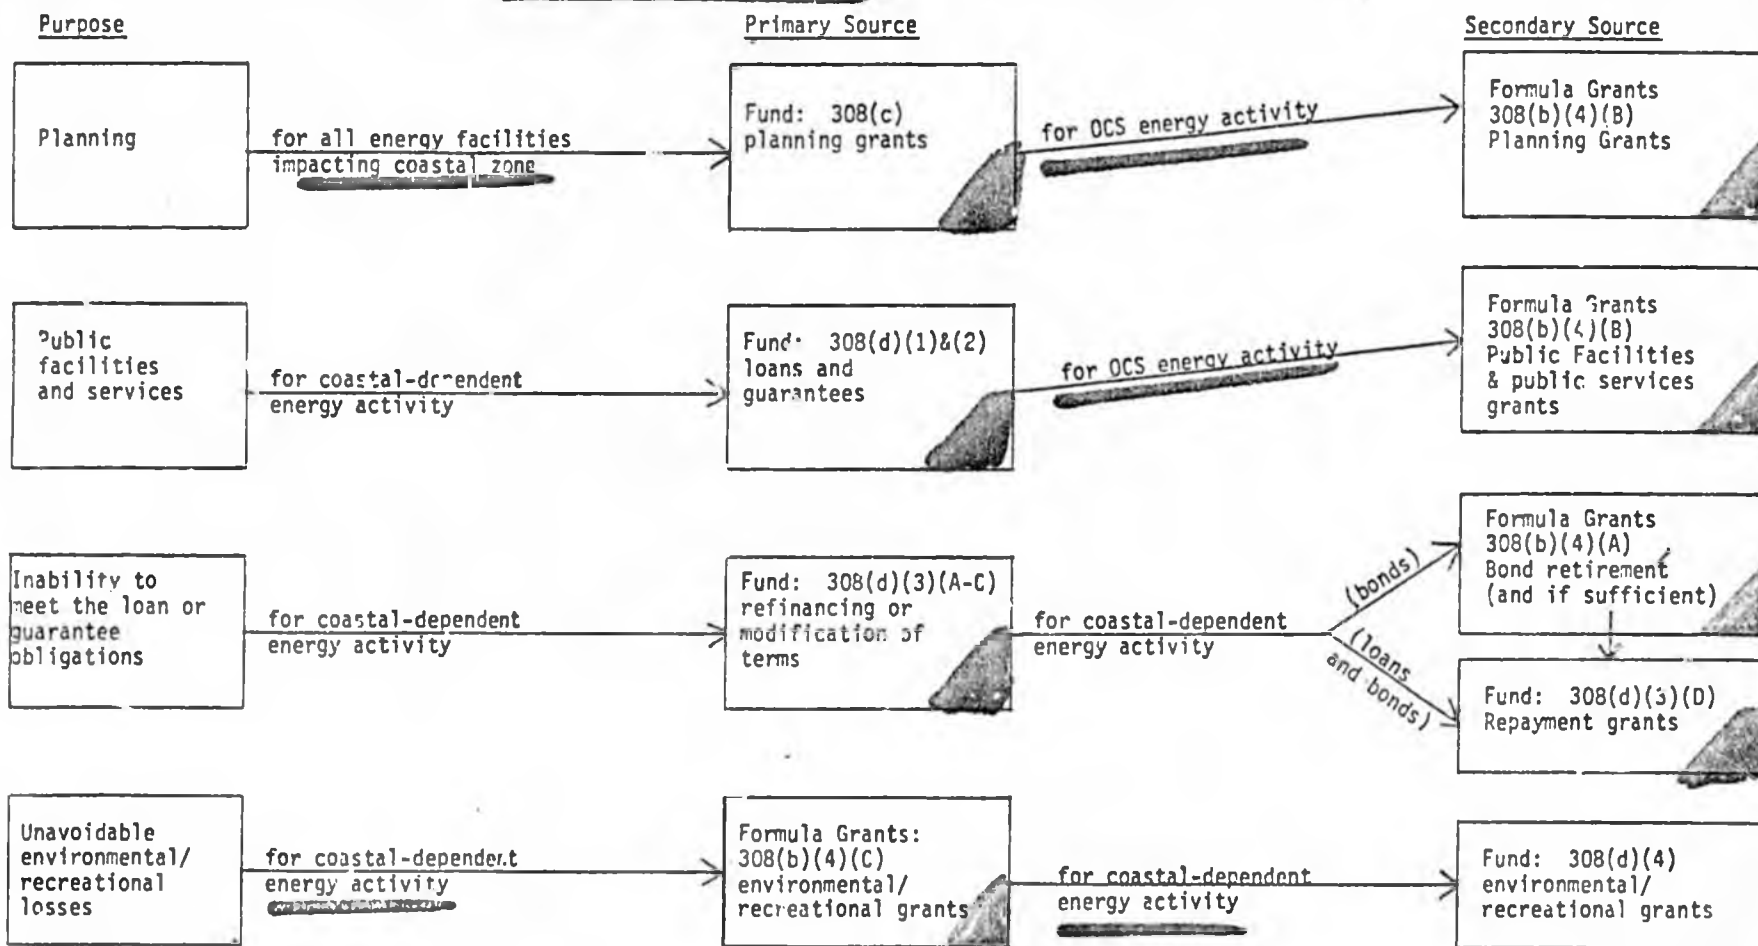 Purpose
Primary Source
Secondary Source
Planning
for all energy facilities
impacting coastal zone
Fund: 308(c)
planning grants
for OCS energy activity
Formula Grants
308(b)(4)(B)
Planning Grants
Public
facilities
and services
for coastal-dependent
energy activity
Fund: 308(d)(1)&(2)
loans and
guarantees
for OCS energy activity
Formula Grants
308(b)(4)(B)
Public Facilities
& public services
grants
Inability to
meet the loan or
guarantee
obligations
for coastal-dependent
energy activity
Fund: 308(d)(3)(A-C)
refinancing or
modification of
terms
for coastal-dependent
energy activity
(bonds)
(loans
and bonds)
Formula Grants
308(b)(4)(A)
Bond retirement
(and if sufficient)
Fund: 308(d)(3)(D)
Repayment grants
Unavoidable
environmental/
recreational
losses
for coastal-dependent
energy activity
Formula Grants:
308(b)(4)(C)
environmental/
recreational grants
for coastal-dependent
energy activity
Fund: 308(d)(4)
environmental/
recreational grants